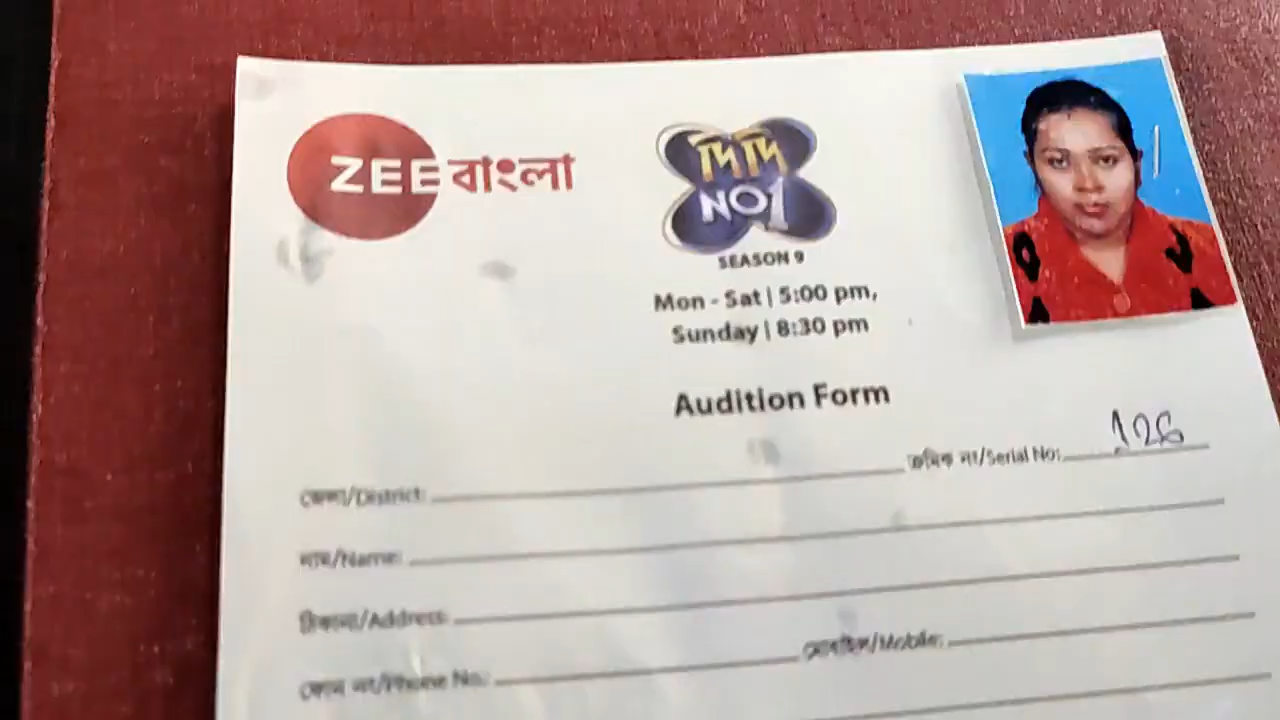 ZEE বাংলা
দিদি
NO1
SEASON 9
Mon - Sat | 5:00 pm,
Sunday | 8:30 pm
Audition Form
ক্রমিক নং/Serial No: 126
জেলা/District:
নাম/Name:
ঠিকানা/Address:
মোবাইল/Mobile:
ফোন নং/Phone No.: